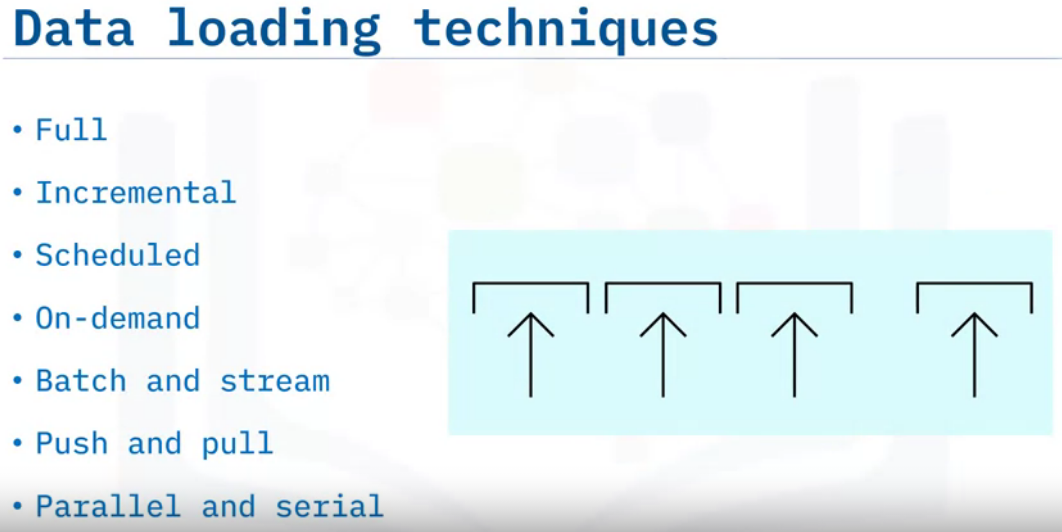 Data loading techniques
• Full
• Incremental
• Scheduled
• On-demand
• Batch and stream
• Push and pull
• Parallel and serial